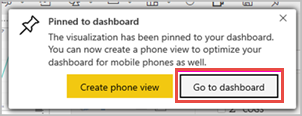 Pinned to dashboard
The visualization has been pinned to your dashboard.
You can now create a phone view to optimize your
dashboard for mobile phones as well.
Create phone view
Go to dashboard